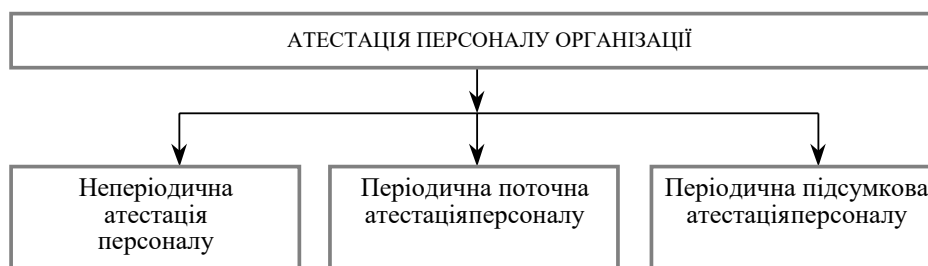 АТЕСТАЦІЯ ПЕРСОНАЛУ ОРГАНІЗАЦІЇ
Неперіодична
атестація
персоналу
Періодична поточна
атестаціяперсоналу
Періодична підсумкова
атестаціяперсоналу